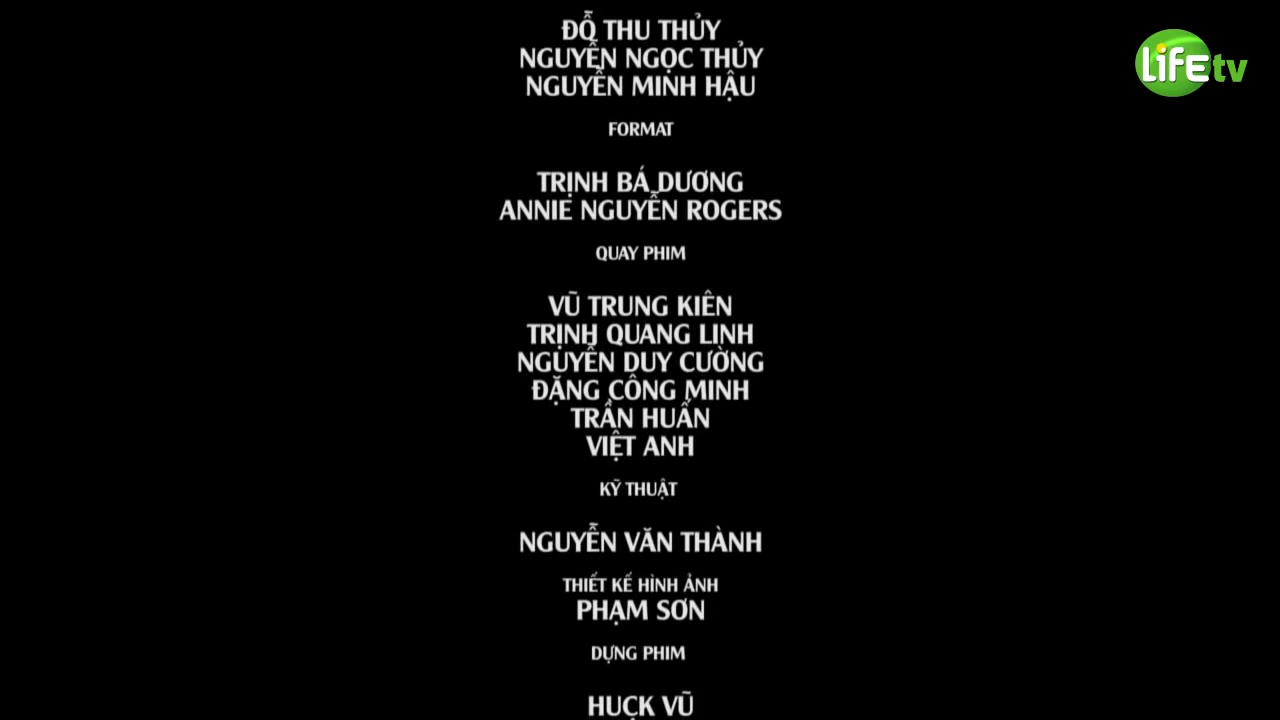 ĐỖ THU THỦY
NGUYỄN NGỌC THỦY
NGUYỄN MINH HẬU
FORMAT
TRỊNH BÁ DƯƠNG
ANNIE NGUYỄN ROGERS
QUAY PHIM
VŨ TRUNG KIÊN
TRỊNH QUANG LINH
NGUYỄN DUY CƯỜNG
ĐẶNG CÔNG MINH
TRẦN HUẤN
VIỆT ANH
KỸ THUẬT
NGUYỄN VĂN THÀNH
THIẾT KẾ HÌNH ẢNH
PHẠM SƠN
DỰNG PHIM
HUCK VŨ
LiFEtv